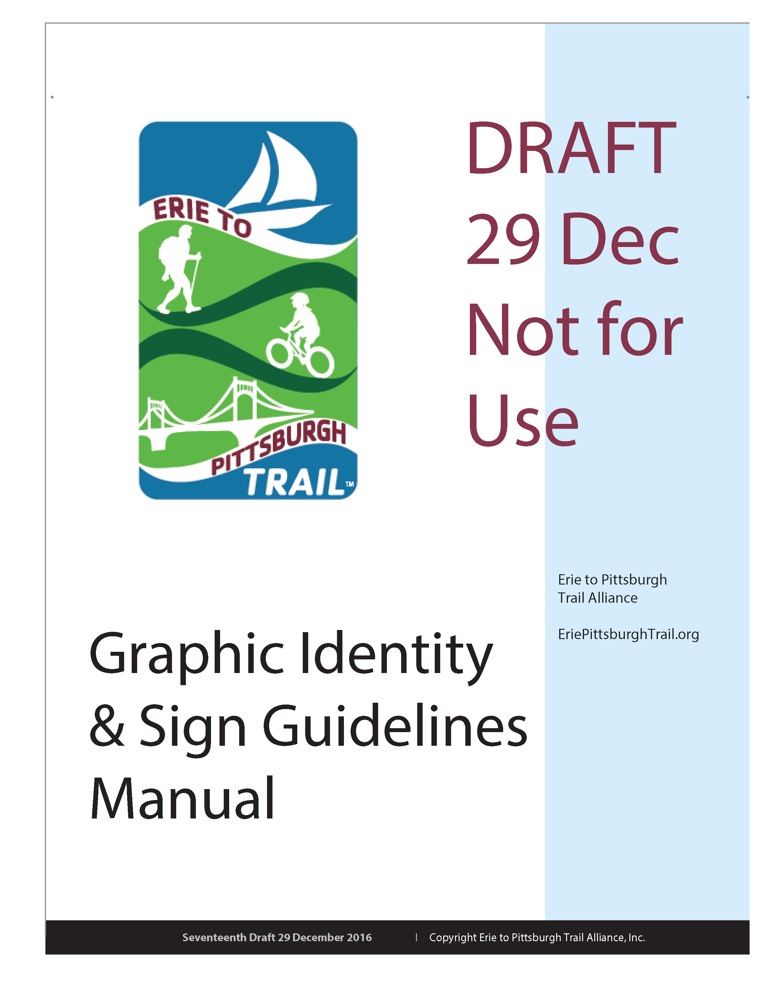 ERIE TO
PITTSBURGH
TRAIL™
DRAFT
29 Dec
Not for
Use
Erie to Pittsburgh
Trail Alliance
EriePittsburghTrail.org
Graphic Identity
& Sign Guidelines
Manual
Seventeenth Draft 29 December 2016 | Copyright Erie to Pittsburgh Trail Alliance, Inc.